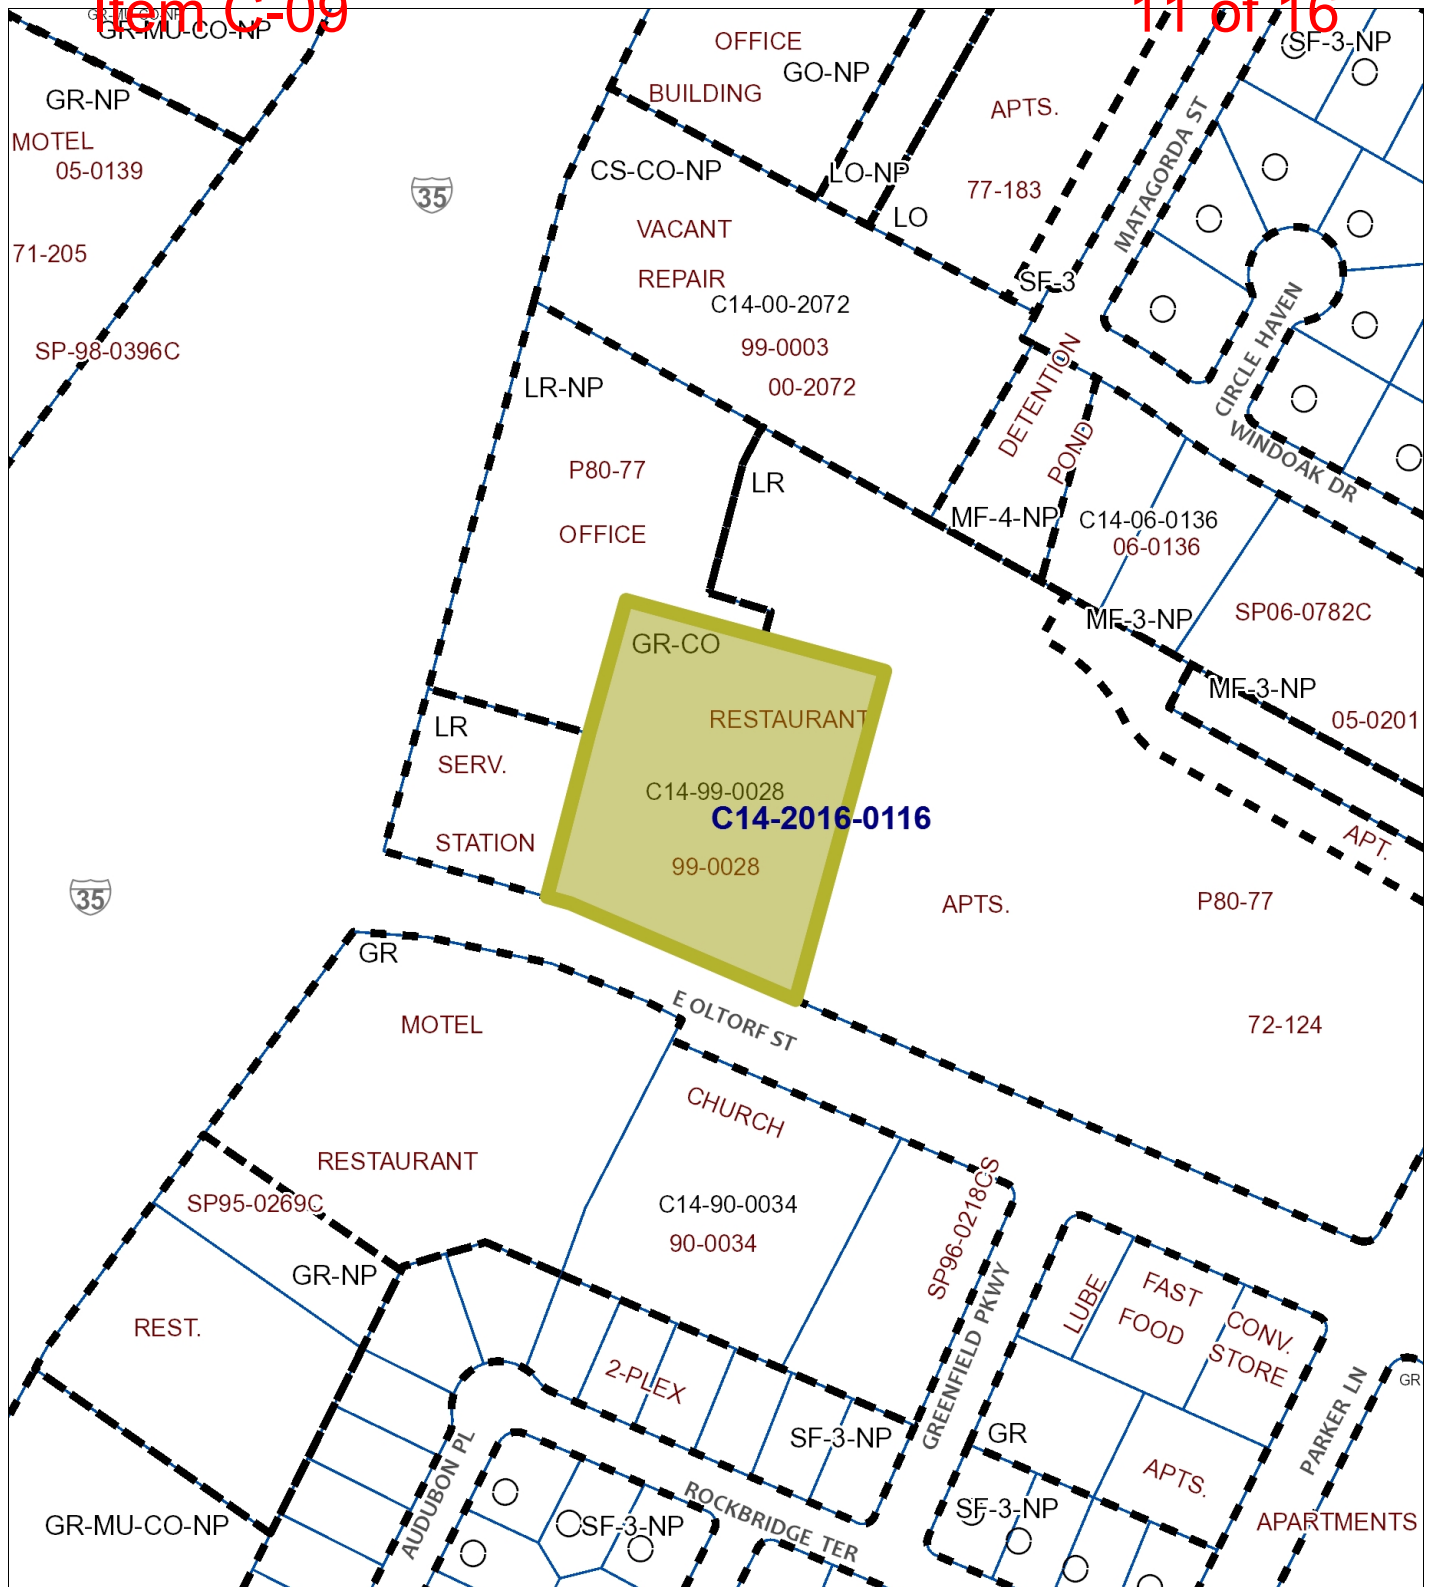 Item C-09
11 of 16
GR-MU-CO-NP
GR-MU-CO-NP
GR-NP
MOTEL
05-0139
71-205
SP-98-0396C
35
OFFICE
GO-NP
BUILDING
CS-CO-NP
LO-NP
LO
APTS.
77-183
VACANT
REPAIR
C14-00-2072
99-0003
00-2072
SF-3
MATAGORDA ST
SF-3-NP
CIRCLE HAVEN
WINDOAK DR
DETENTION
POND
LR-NP
P80-77
OFFICE
LR
MF-4-NP
C14-06-0136
06-0136
MF-3-NP
SP06-0782C
MF-3-NP
05-0201
APT.
GR-CO
RESTAURANT
C14-99-0028
C14-2016-0116
99-0028
LR
SERV.
STATION
35
APTS.
P80-77
72-124
GR
MOTEL
E OLTORF ST
CHURCH
RESTAURANT
SP95-0269C
C14-90-0034
90-0034
SP96-0218CS
GR-NP
REST.
GREENFIELD PKWY
LUBE
FAST
FOOD
CONV.
STORE
2-PLEX
SF-3-NP
GR
PARKER LN
GR
APTS.
AUDUBON PL
GR-MU-CO-NP
SF-3-NP
ROCKBRIDGE TER
SF-3-NP
APARTMENTS